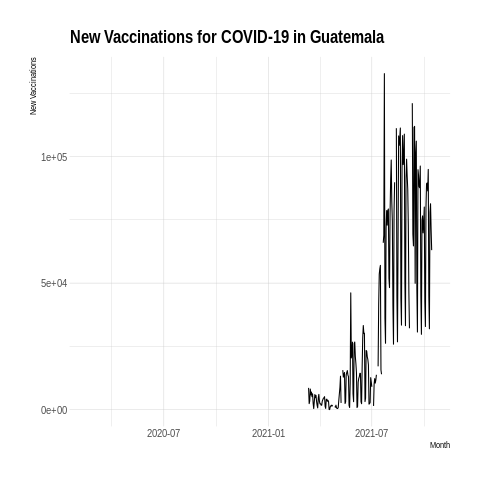 New Vaccinations for COVID-19 in Guatemala
New Vaccinations
1e+05
5e+04
0e+00
2020-07
2021-01
2021-07
Month